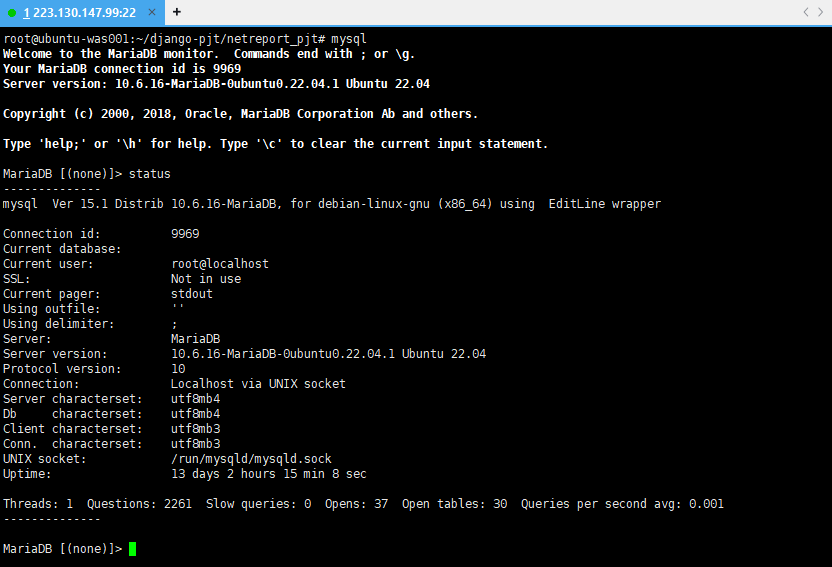 1 223.130.147.99:22 × +
root@ubuntu-was001:~/django-pjt/netreport_pjt# mysql
Welcome to the MariaDB monitor.  Commands end with ; or \g.
Your MariaDB connection id is 9969
Server version: 10.6.16-MariaDB-0ubuntu0.22.04.1 Ubuntu 22.04
Copyright (c) 2000, 2018, Oracle, MariaDB Corporation Ab and others.
Type 'help;' or '\h' for help. Type '\c' to clear the current input statement.
MariaDB [(none)]> status
--------------
mysql  Ver 15.1 Distrib 10.6.16-MariaDB, for debian-linux-gnu (x86_64) using  EditLine wrapper
Connection id:          9969
Current database:
Current user:           root@localhost
SSL:                    Not in use
Current pager:          stdout
Using outfile:          ''
Using delimiter:        ;
Server:                 MariaDB
Server version:         10.6.16-MariaDB-0ubuntu0.22.04.1 Ubuntu 22.04
Protocol version:       10
Connection:             Localhost via UNIX socket
Server characterset:    utf8mb4
Db     characterset:    utf8mb4
Client characterset:    utf8mb3
Conn.  characterset:    utf8mb3
UNIX socket:            /run/mysqld/mysqld.sock
Uptime:                 13 days 2 hours 15 min 8 sec
Threads: 1  Questions: 2261  Slow queries: 0  Opens: 37  Open tables: 30  Queries per second avg: 0.001
--------------
MariaDB [(none)]>